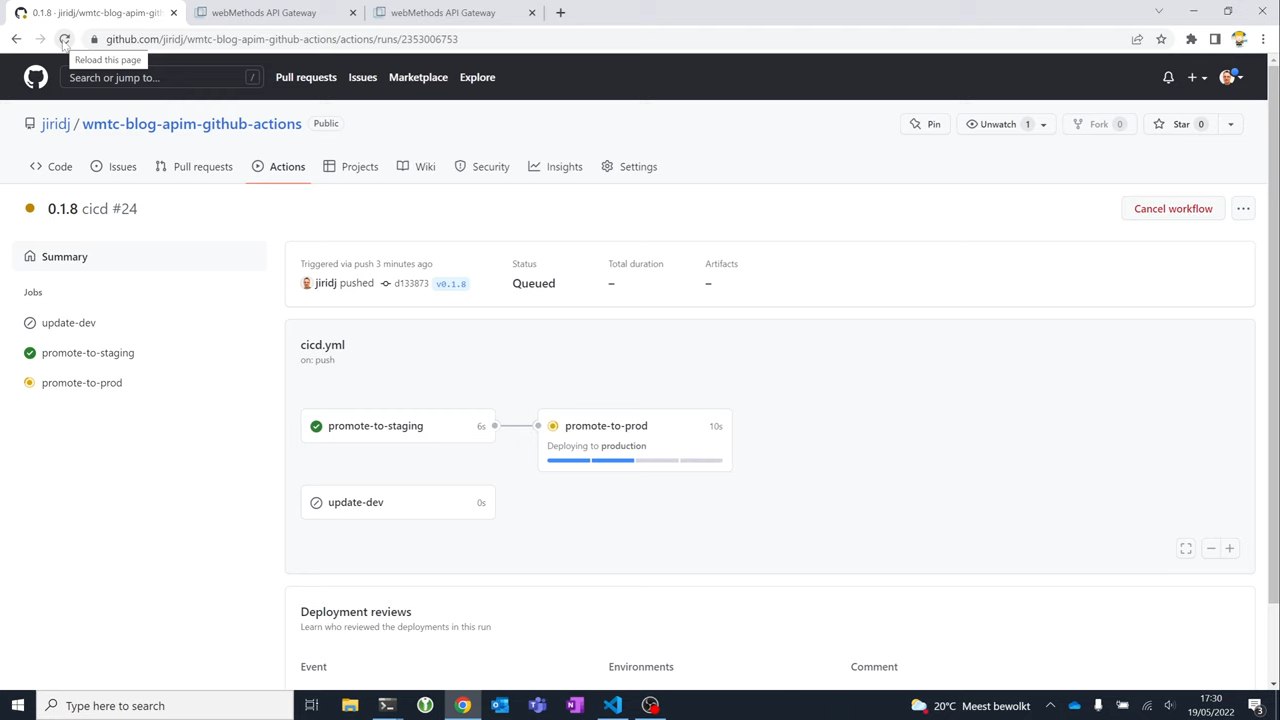 0.1.8 · jiridj/wmtc-blog-apim-gith
webMethods API Gateway
webMethods API Gateway
github.com/jiridj/wmtc-blog-apim-github-actions/actions/runs/2353006753
Reload this page
Search or jump to...
/
Pull requests
Issues
Marketplace
Explore
jiridj / wmtc-blog-apim-github-actions
Public
Pin
Unwatch 1
Fork 0
Star 0
Code
Issues
Pull requests
Actions
Projects
Wiki
Security
Insights
Settings
0.1.8 cicd #24
Cancel workflow
Summary
Jobs
update-dev
promote-to-staging
promote-to-prod
Triggered via push 3 minutes ago
jiridj pushed d133873 v0.1.8
Status
Queued
Total duration
–
Artifacts
–
cicd.yml
on: push
promote-to-staging 6s
promote-to-prod 10s
Deploying to production
update-dev 0s
Deployment reviews
Learn who reviewed the deployments in this run
Event
Environments
Comment
Type here to search
20°C Meest bewolkt
17:30
19/05/2022
3